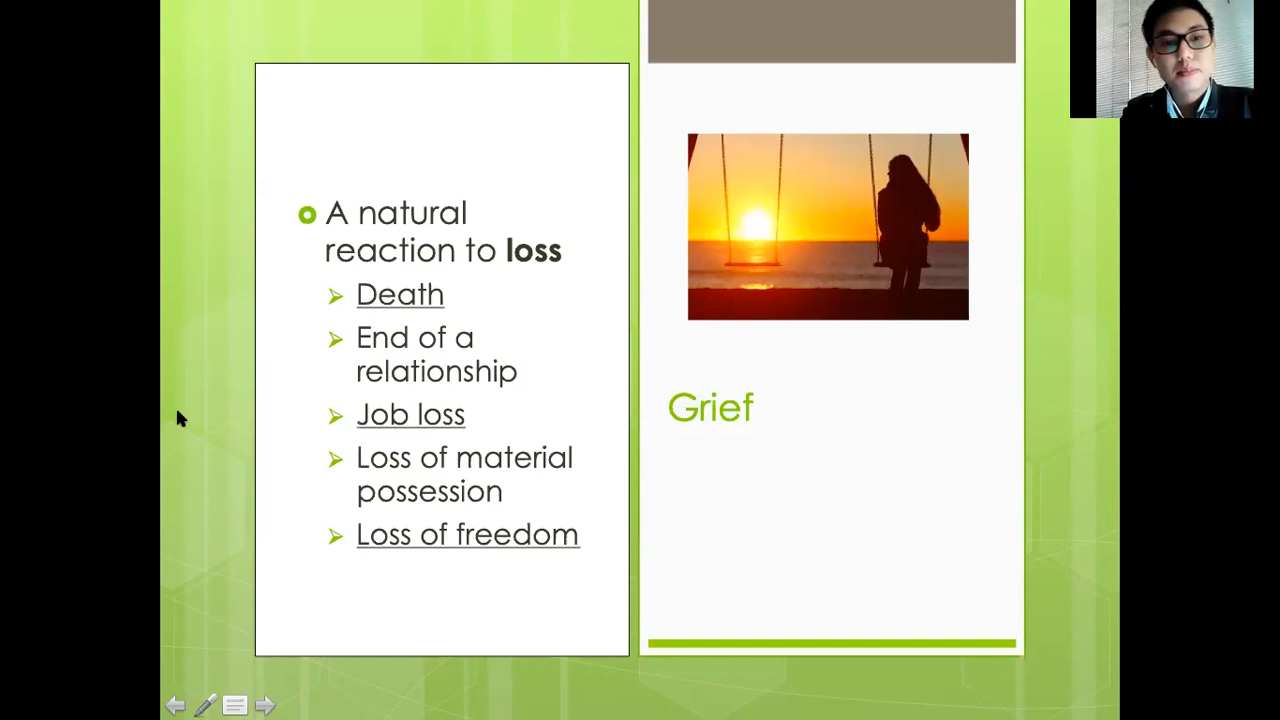 A natural
reaction to loss
Death
End of a
relationship
Job loss
Loss of material
possession
Loss of freedom
Grief